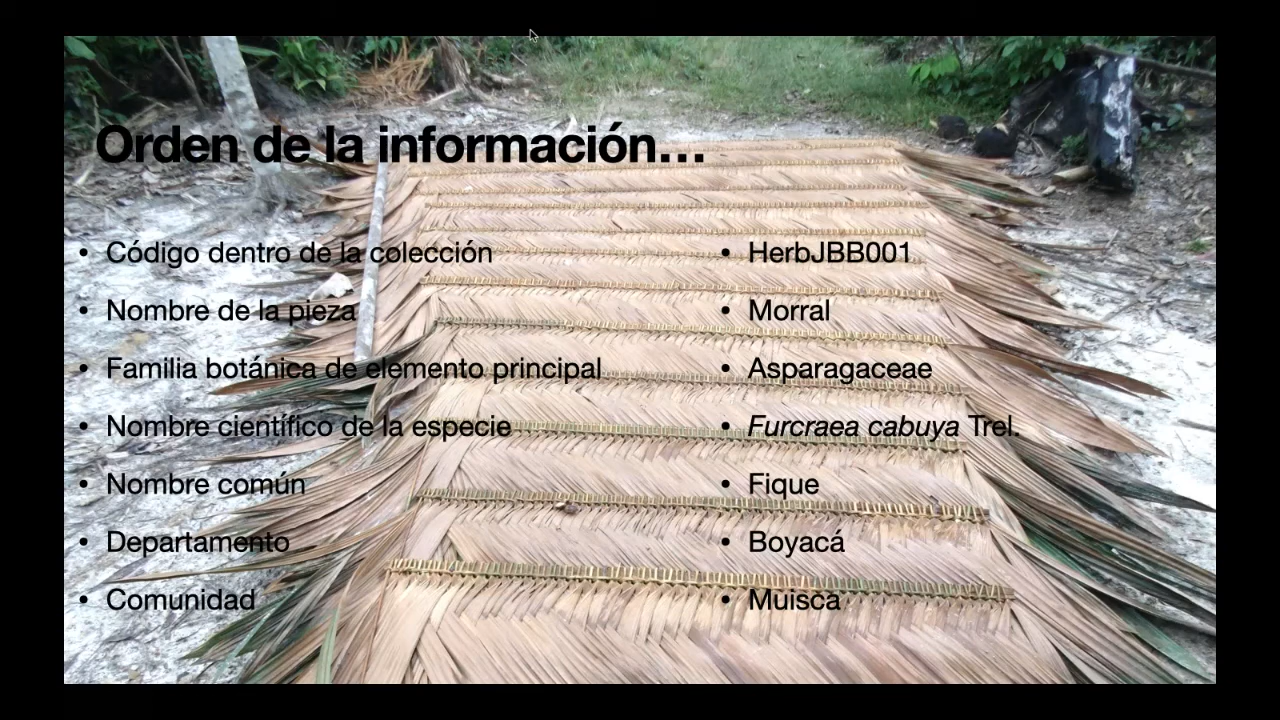 Orden de la información…
• Código dentro de la colección
• Nombre de la pieza
• Familia botánica de elemento principal
• Nombre científico de la especie
• Nombre común
• Departamento
• Comunidad
• HerbJBB001
• Morral
• Asparagaceae
• Furcraea cabuya Trel.
• Fique
• Boyacá
• Muisca